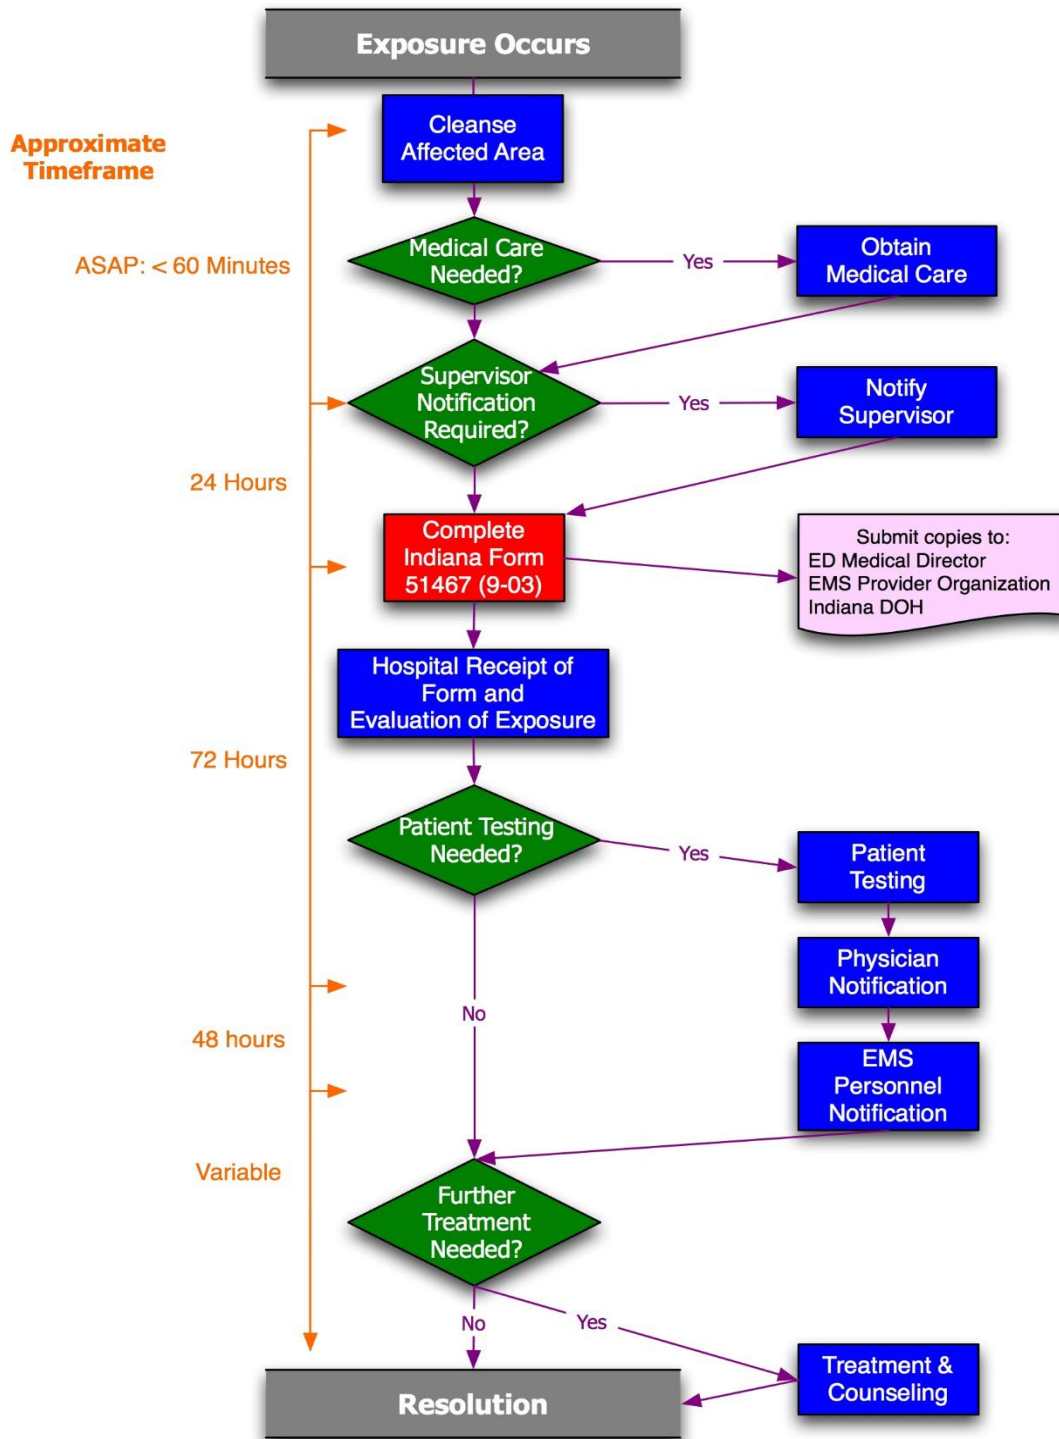 Exposure Occurs
Approximate
Timeframe
Cleanse
Affected Area
ASAP: < 60 Minutes
Medical Care
Needed?
Yes
Obtain
Medical Care
Supervisor
Notification
Required?
Yes
Notify
Supervisor
24 Hours
Complete
Indiana Form
51467 (9-03)
Submit copies to:
ED Medical Director
EMS Provider Organization
Indiana DOH
Hospital Receipt of
Form and
Evaluation of Exposure
72 Hours
Patient Testing
Needed?
Yes
Patient
Testing
Physician
Notification
No
48 hours
EMS
Personnel
Notification
Variable
Further
Treatment
Needed?
No
Yes
Treatment &
Counseling
Resolution